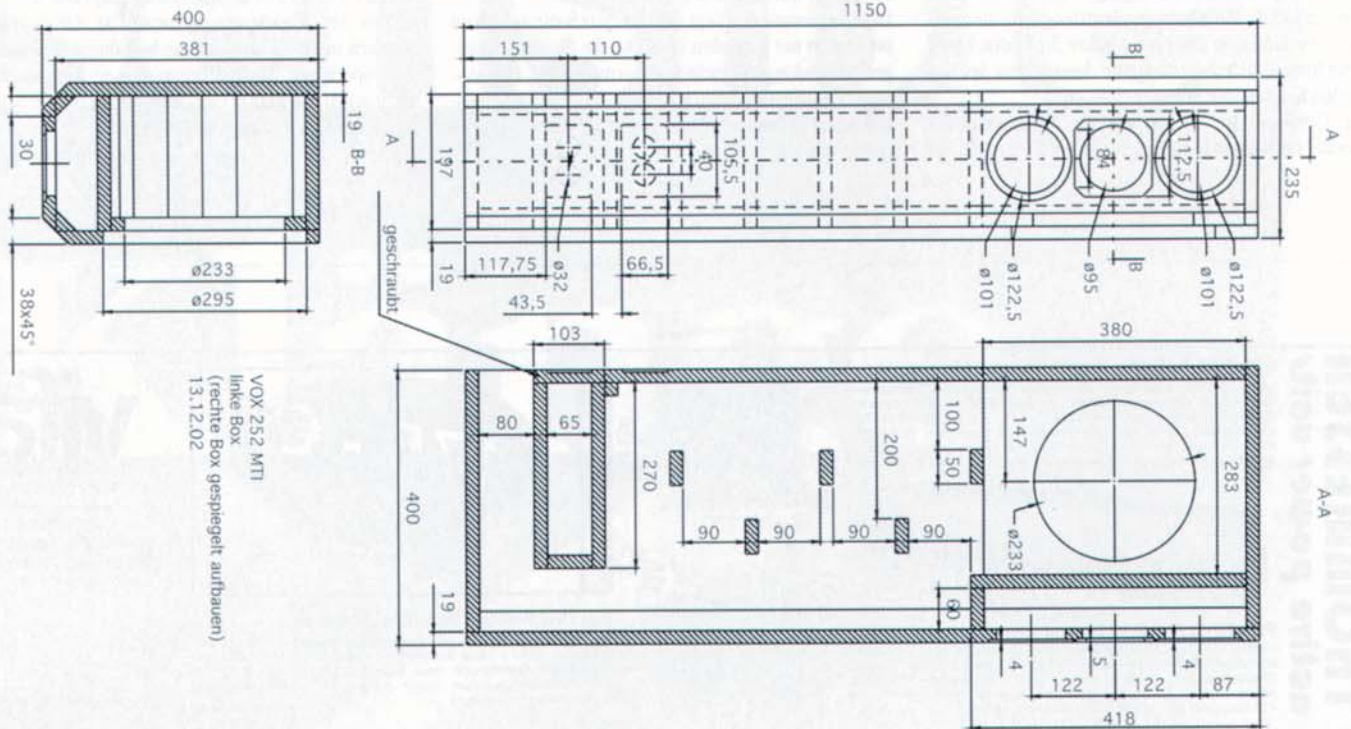 400
381
30
19
B-B
ø233
ø295
38x45°
1150
151
110
B
A
197
40
105,5
84
112,5
A
235
19
117,75
43,5
ø32
66,5
ø101
ø122,5
ø95
B
ø101
ø122,5
geschraubt
103
380
80
65
270
200
100
50
147
283
A-A
ø233
90
90
90
90
400
19
60
4
5
4
122
122
87
418
VOX 252 MTI
linke Box
(rechte Box gespiegelt aufbauen)
13.12.02